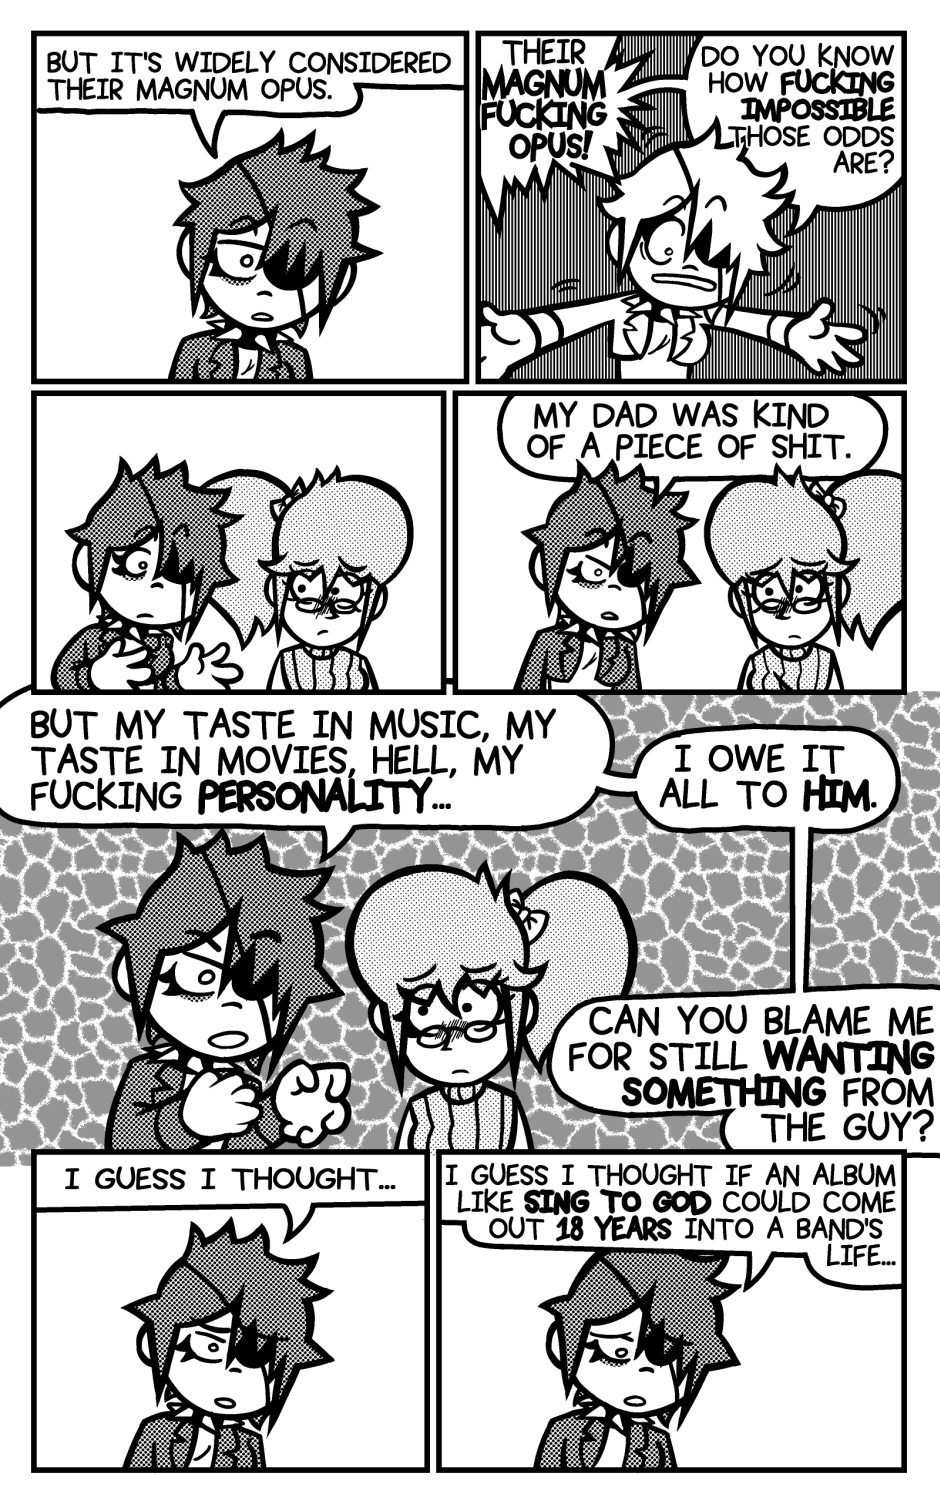 BUT IT'S WIDELY CONSIDERED
THEIR MAGNUM OPUS.
THEIR
MAGNUM
FUCKING
OPUS!
DO YOU KNOW
HOW FUCKING
IMPOSSIBLE
THOSE ODDS
ARE?
MY DAD WAS KIND
OF A PIECE OF SHIT.
BUT MY TASTE IN MUSIC, MY
TASTE IN MOVIES, HELL, MY
FUCKING PERSONALITY...
I OWE IT
ALL TO HIM.
CAN YOU BLAME ME
FOR STILL WANTING
SOMETHING FROM
THE GUY?
I GUESS I THOUGHT...
I GUESS I THOUGHT IF AN ALBUM
LIKE SING TO GOD COULD COME
OUT 18 YEARS INTO A BAND'S
LIFE...